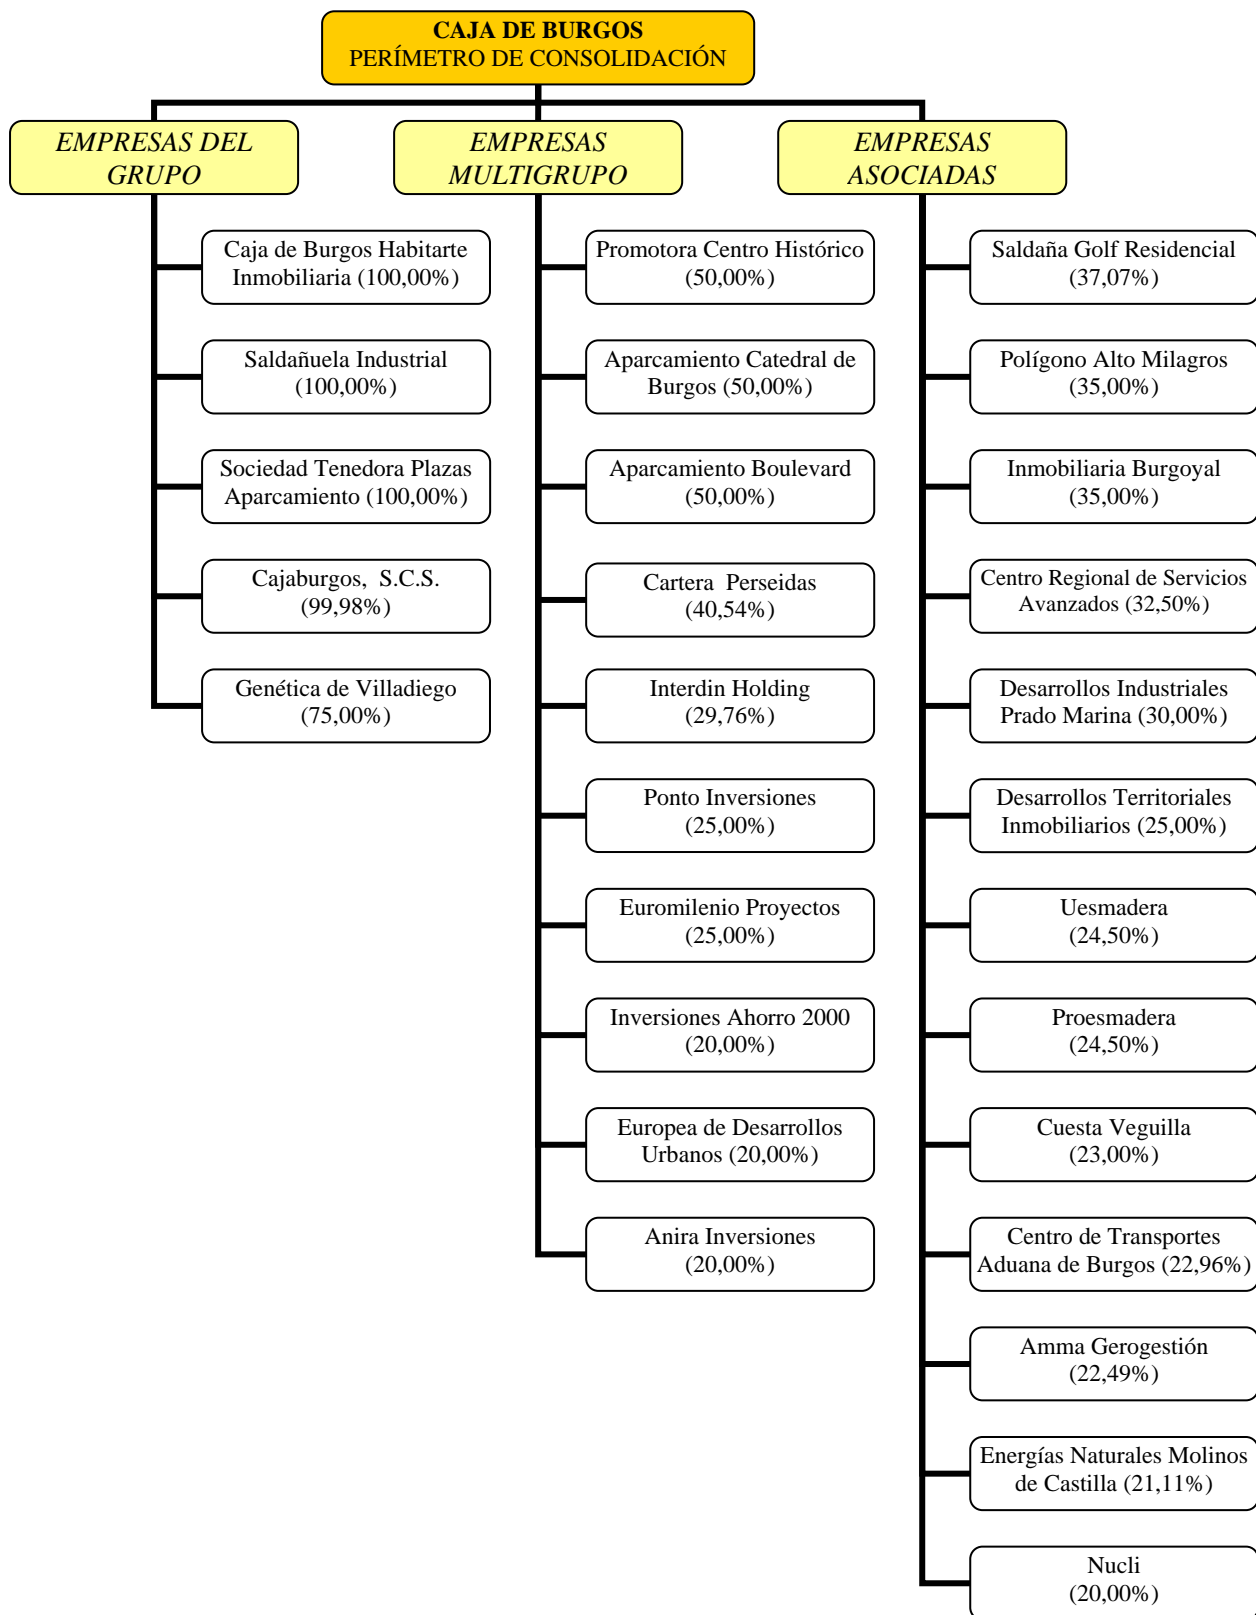 CAJA DE BURGOS
PERÍMETRO DE CONSOLIDACIÓN
EMPRESAS DEL
GRUPO
Caja de Burgos Habitarte
Inmobiliaria (100,00%)
Saldañuela Industrial
(100,00%)
Sociedad Tenedora Plazas
Aparcamiento (100,00%)
Cajaburgos, S.C.S.
(99,98%)
Genética de Villadiego
(75,00%)
EMPRESAS
MULTIGRUPO
Promotora Centro Histórico
(50,00%)
Aparcamiento Catedral de
Burgos (50,00%)
Aparcamiento Boulevard
(50,00%)
Cartera Perseidas
(40,54%)
Interdin Holding
(29,76%)
Ponto Inversiones
(25,00%)
Euromilenio Proyectos
(25,00%)
Inversiones Ahorro 2000
(20,00%)
Europea de Desarrollos
Urbanos (20,00%)
Anira Inversiones
(20,00%)
EMPRESAS
ASOCIADAS
Saldaña Golf Residencial
(37,07%)
Polígono Alto Milagros
(35,00%)
Inmobiliaria Burgoyal
(35,00%)
Centro Regional de Servicios
Avanzados (32,50%)
Desarrollos Industriales
Prado Marina (30,00%)
Desarrollos Territoriales
Inmobiliarios (25,00%)
Uesmadera
(24,50%)
Proesmadera
(24,50%)
Cuesta Veguilla
(23,00%)
Centro de Transportes
Aduana de Burgos (22,96%)
Amma Gerogestión
(22,49%)
Energías Naturales Molinos
de Castilla (21,11%)
Nucli
(20,00%)